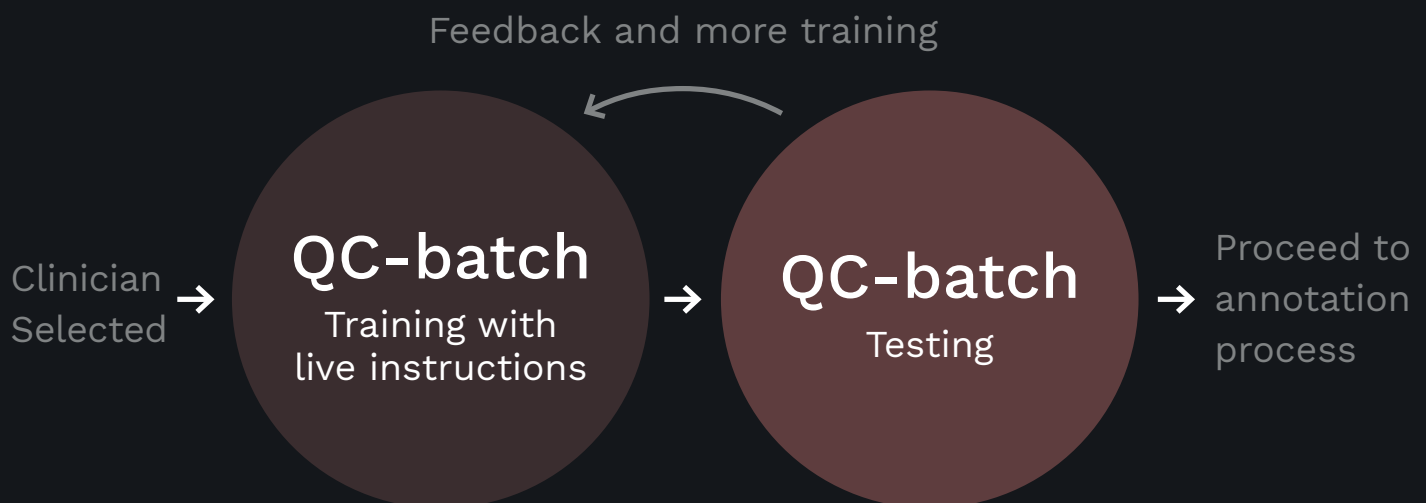 Feedback and more training
Clinician
Selected
QC-batch
Training with
live instructions
QC-batch
Testing
Proceed to
annotation
process